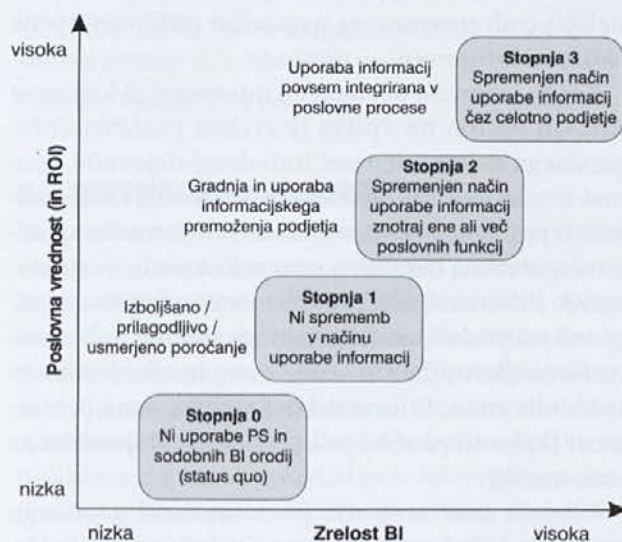 visoka
Poslovna vrednost (in ROI)
nizka
Uporaba informacij
povsem integrirana v
poslovne procese
Stopnja 3
Spremenjen način
uporabe informacij
čez celotno podjetje
Gradnja in uporaba
informacijskega
premoženja podjetja
Stopnja 2
Spremenjen način
uporabe informacij
znotraj ene ali več
poslovnih funkcij
Izboljšano /
prilagodljivo /
usmerjeno poročanje
Stopnja 1
Ni sprememb
v načinu
uporabe informacij
Stopnja 0
Ni uporabe PS in
sodobnih BI orodij
(status quo)
nizka
Zrelost BI
visoka